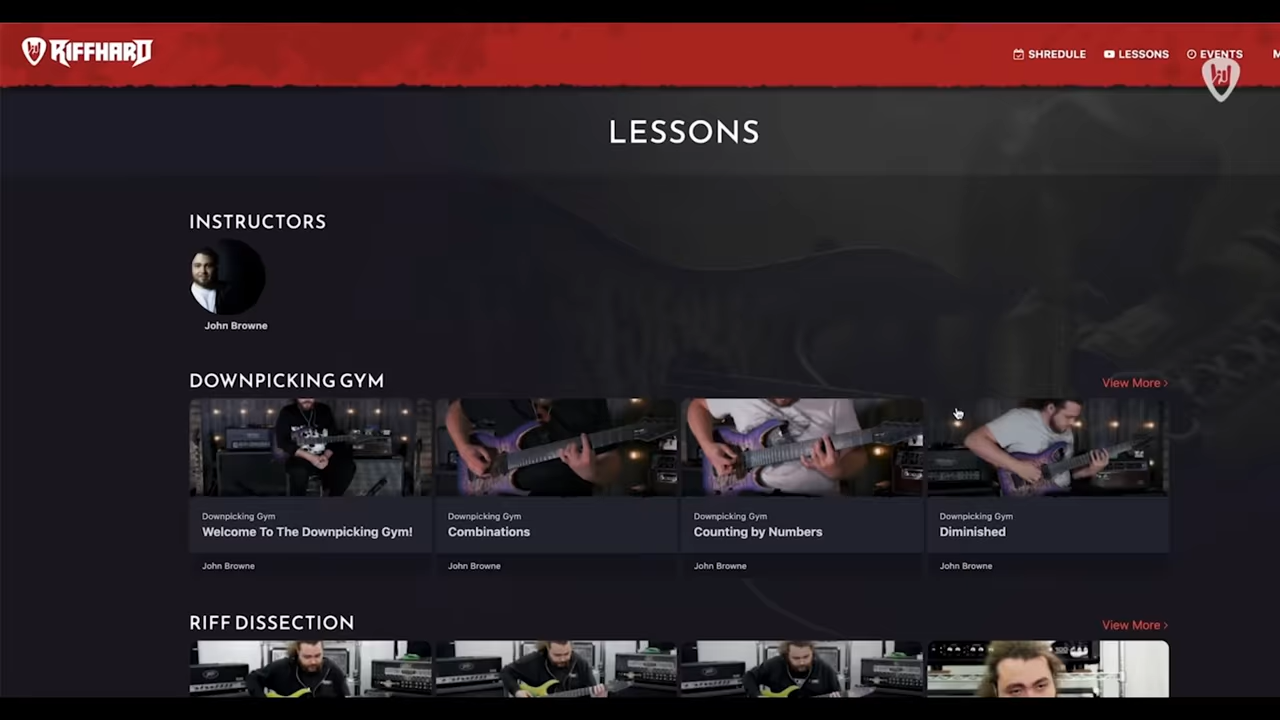 RIFFHARD
SHREDULE LESSONS EVENTS M
LESSONS
INSTRUCTORS
John Browne
DOWNPICKING GYM
View More >
Downpicking Gym
Welcome To The Downpicking Gym!
John Browne
Downpicking Gym
Combinations
John Browne
Downpicking Gym
Counting by Numbers
John Browne
Downpicking Gym
Diminished
John Browne
RIFF DISSECTION
View More >